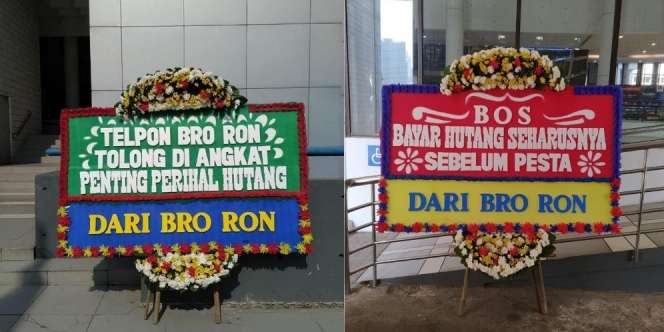 TELPON BRO RON
TOLONG DI ANGKAT
PENTING PERIHAL HUTANG
DARI BRO RON
BOS
BAYAR HUTANG SEHARUSNYA
SEBELUM PESTA
DARI BRO RON